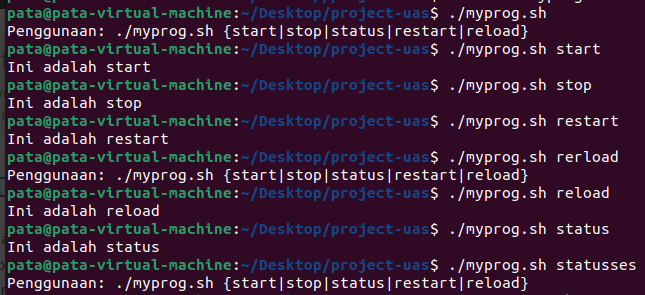 pata@pata-virtual-machine:~/Desktop/project-uas$ ./myprog.sh
Penggunaan: ./myprog.sh {start|stop|status|restart|reload}
pata@pata-virtual-machine:~/Desktop/project-uas$ ./myprog.sh start
Ini adalah start
pata@pata-virtual-machine:~/Desktop/project-uas$ ./myprog.sh stop
Ini adalah stop
pata@pata-virtual-machine:~/Desktop/project-uas$ ./myprog.sh restart
Ini adalah restart
pata@pata-virtual-machine:~/Desktop/project-uas$ ./myprog.sh rerload
Penggunaan: ./myprog.sh {start|stop|status|restart|reload}
pata@pata-virtual-machine:~/Desktop/project-uas$ ./myprog.sh reload
Ini adalah reload
pata@pata-virtual-machine:~/Desktop/project-uas$ ./myprog.sh status
Ini adalah status
pata@pata-virtual-machine:~/Desktop/project-uas$ ./myprog.sh statusses
Penggunaan: ./myprog.sh {start|stop|status|restart|reload}